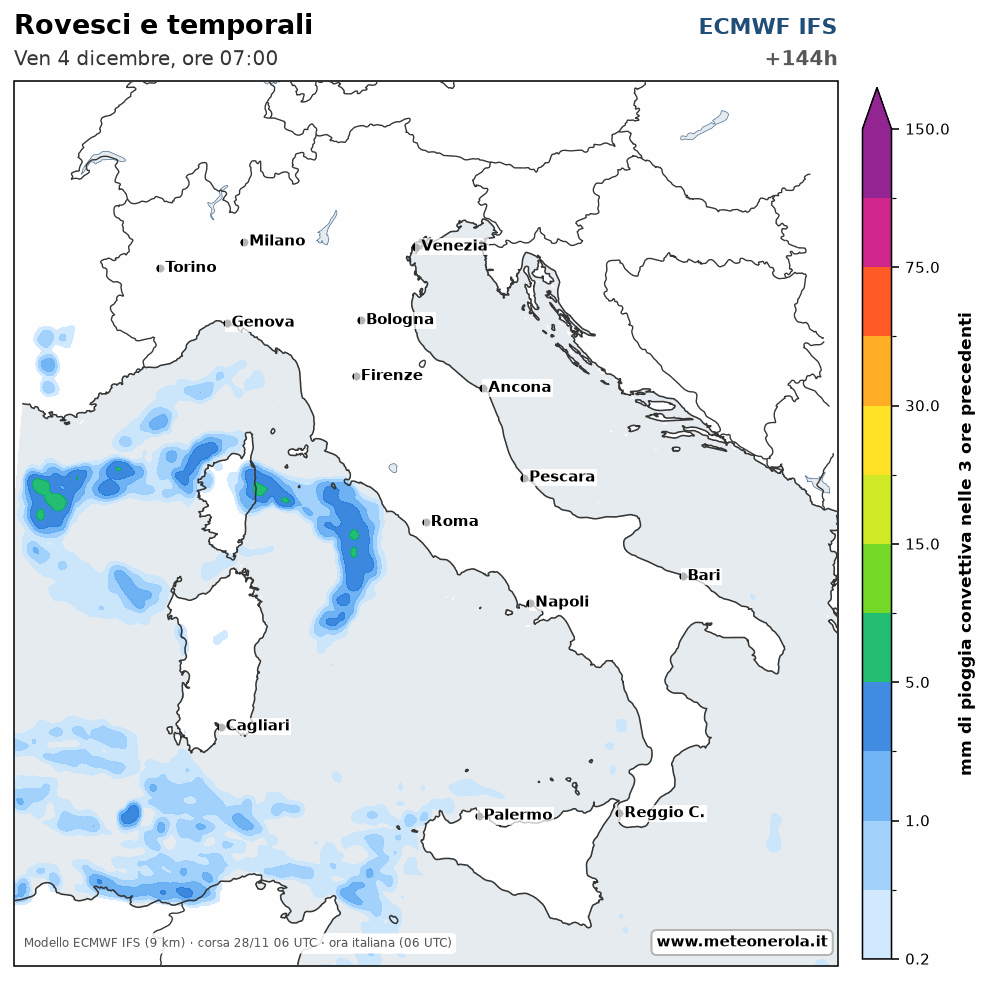 Rovesci e temporali
ECMWF IFS
Ven 4 dicembre, ore 07:00
+144h
Milano
Venezia
Torino
Genova
Bologna
Firenze
Ancona
Pescara
Roma
Bari
Napoli
Cagliari
Palermo
Reggio C.
150.0
75.0
30.0
15.0
5.0
1.0
0.2
mm di pioggia convettiva nelle 3 ore precedenti
Modello ECMWF IFS (9 km) · corsa 28/11 06 UTC · ora italiana (06 UTC)
www.meteonerola.it